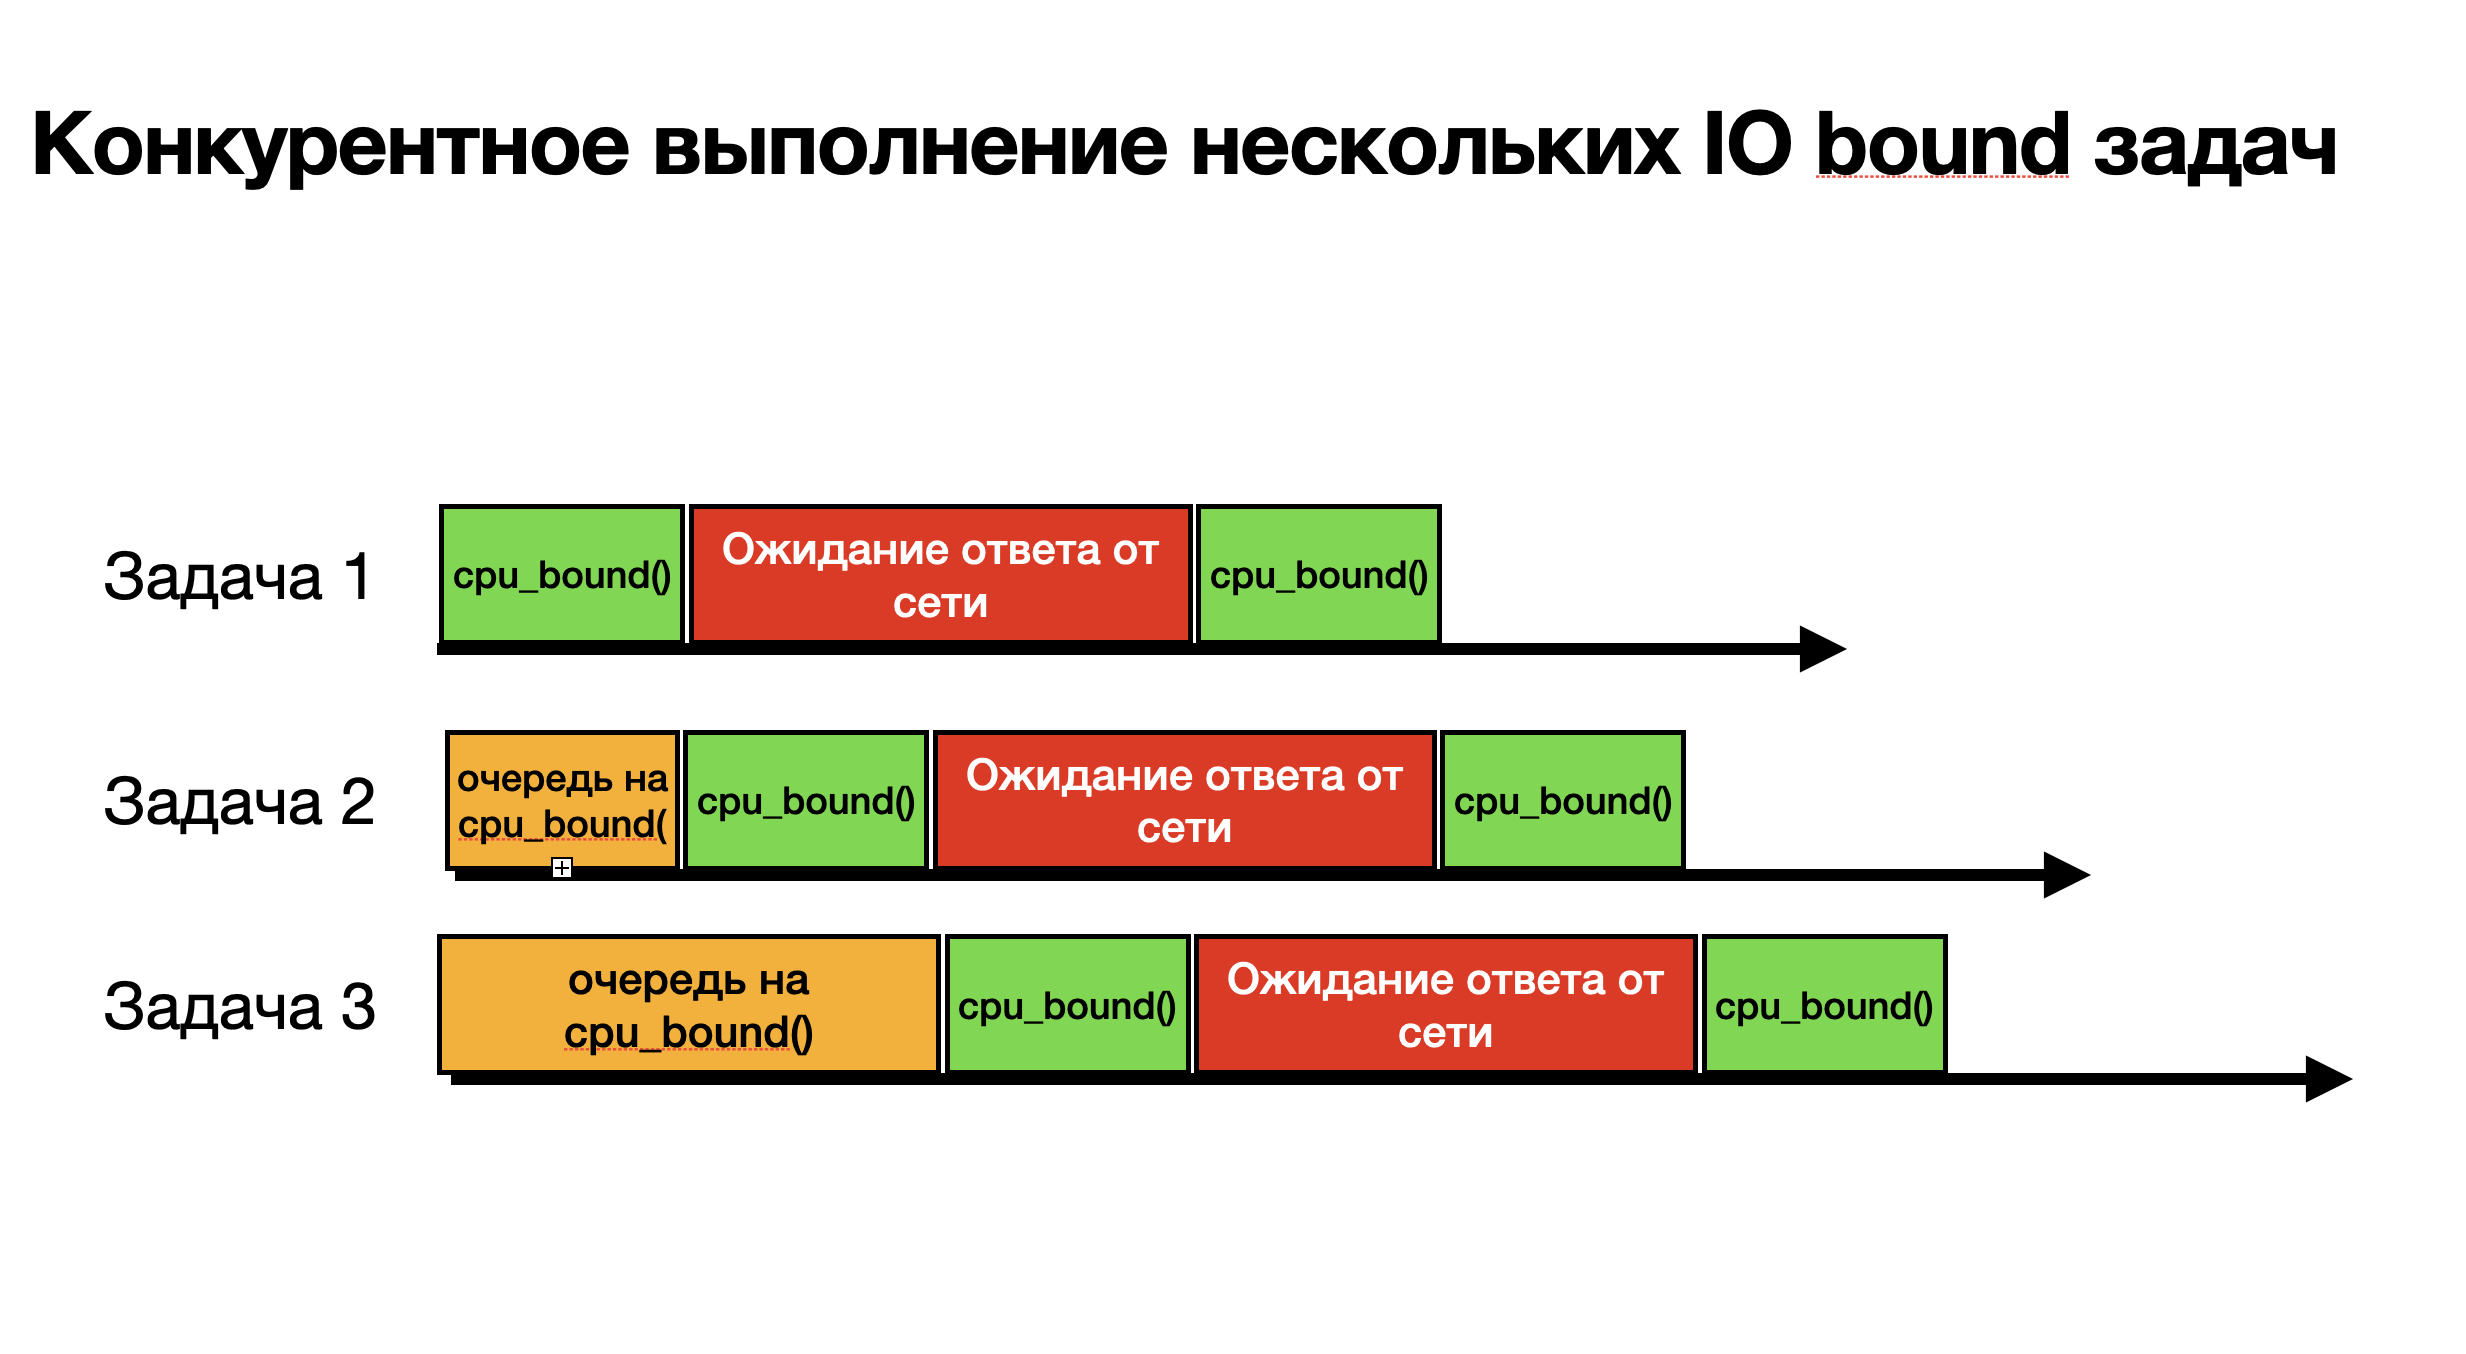 Конкурентное выполнение нескольких IO bound задач
Задача 1
cpu_bound()
Ожидание ответа от
сети
cpu_bound()
Задача 2
очередь на
cpu_bound(
cpu_bound()
Ожидание ответа от
сети
cpu_bound()
Задача 3
очередь на
cpu_bound()
cpu_bound()
Ожидание ответа от
сети
cpu_bound()